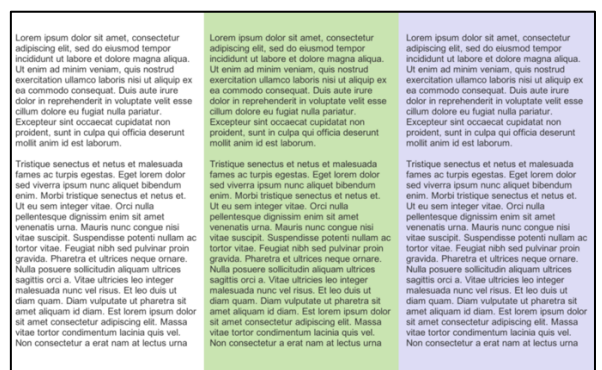 Lorem ipsum dolor sit amet, consectetur
adipiscing elit, sed do eiusmod tempor
incididunt ut labore et dolore magna aliqua.
Ut enim ad minim veniam, quis nostrud
exercitation ullamco laboris nisi ut aliquip ex
ea commodo consequat. Duis aute irure
dolor in reprehenderit in voluptate velit esse
cillum dolore eu fugiat nulla pariatur.
Excepteur sint occaecat cupidatat non
proident, sunt in culpa qui officia deserunt
mollit anim id est laborum.
Tristique senectus et netus et malesuada
fames ac turpis egestas. Eget lorem dolor
sed viverra ipsum nunc aliquet bibendum
enim. Morbi tristique senectus et netus et.
Ut eu sem integer vitae. Orci nulla
pellentesque dignissim enim sit amet
venenatis urna. Mauris nunc congue nisi
vitae suscipit. Suspendisse potenti nullam ac
tortor vitae. Feugiat nibh sed pulvinar proin
gravida. Pharetra et ultrices neque ornare.
Nulla posuere sollicitudin aliquam ultrices
sagittis orci a. Vitae ultricies leo integer
malesuada nunc vel risus. Et leo duis ut
diam quam. Diam vulputate ut pharetra sit
amet aliquam id diam. Est lorem ipsum dolor
sit amet consectetur adipiscing elit. Massa
vitae tortor condimentum lacinia quis vel.
Non consectetur a erat nam at lectus urna
Lorem ipsum dolor sit amet, consectetur
adipiscing elit, sed do eiusmod tempor
incididunt ut labore et dolore magna aliqua.
Ut enim ad minim veniam, quis nostrud
exercitation ullamco laboris nisi ut aliquip ex
ea commodo consequat. Duis aute irure
dolor in reprehenderit in voluptate velit esse
cillum dolore eu fugiat nulla pariatur.
Excepteur sint occaecat cupidatat non
proident, sunt in culpa qui officia deserunt
mollit anim id est laborum.
Tristique senectus et netus et malesuada
fames ac turpis egestas. Eget lorem dolor
sed viverra ipsum nunc aliquet bibendum
enim. Morbi tristique senectus et netus et.
Ut eu sem integer vitae. Orci nulla
pellentesque dignissim enim sit amet
venenatis urna. Mauris nunc congue nisi
vitae suscipit. Suspendisse potenti nullam ac
tortor vitae. Feugiat nibh sed pulvinar proin
gravida. Pharetra et ultrices neque ornare.
Nulla posuere sollicitudin aliquam ultrices
sagittis orci a. Vitae ultricies leo integer
malesuada nunc vel risus. Et leo duis ut
diam quam. Diam vulputate ut pharetra sit
amet aliquam id diam. Est lorem ipsum dolor
sit amet consectetur adipiscing elit. Massa
vitae tortor condimentum lacinia quis vel.
Non consectetur a erat nam at lectus urna
Lorem ipsum dolor sit amet, consectetur
adipiscing elit, sed do eiusmod tempor
incididunt ut labore et dolore magna aliqua.
Ut enim ad minim veniam, quis nostrud
exercitation ullamco laboris nisi ut aliquip ex
ea commodo consequat. Duis aute irure
dolor in reprehenderit in voluptate velit esse
cillum dolore eu fugiat nulla pariatur.
Excepteur sint occaecat cupidatat non
proident, sunt in culpa qui officia deserunt
mollit anim id est laborum.
Tristique senectus et netus et malesuada
fames ac turpis egestas. Eget lorem dolor
sed viverra ipsum nunc aliquet bibendum
enim. Morbi tristique senectus et netus et.
Ut eu sem integer vitae. Orci nulla
pellentesque dignissim enim sit amet
venenatis urna. Mauris nunc congue nisi
vitae suscipit. Suspendisse potenti nullam ac
tortor vitae. Feugiat nibh sed pulvinar proin
gravida. Pharetra et ultrices neque ornare.
Nulla posuere sollicitudin aliquam ultrices
sagittis orci a. Vitae ultricies leo integer
malesuada nunc vel risus. Et leo duis ut
diam quam. Diam vulputate ut pharetra sit
amet aliquam id diam. Est lorem ipsum dolor
sit amet consectetur adipiscing elit. Massa
vitae tortor condimentum lacinia quis vel.
Non consectetur a erat nam at lectus urna